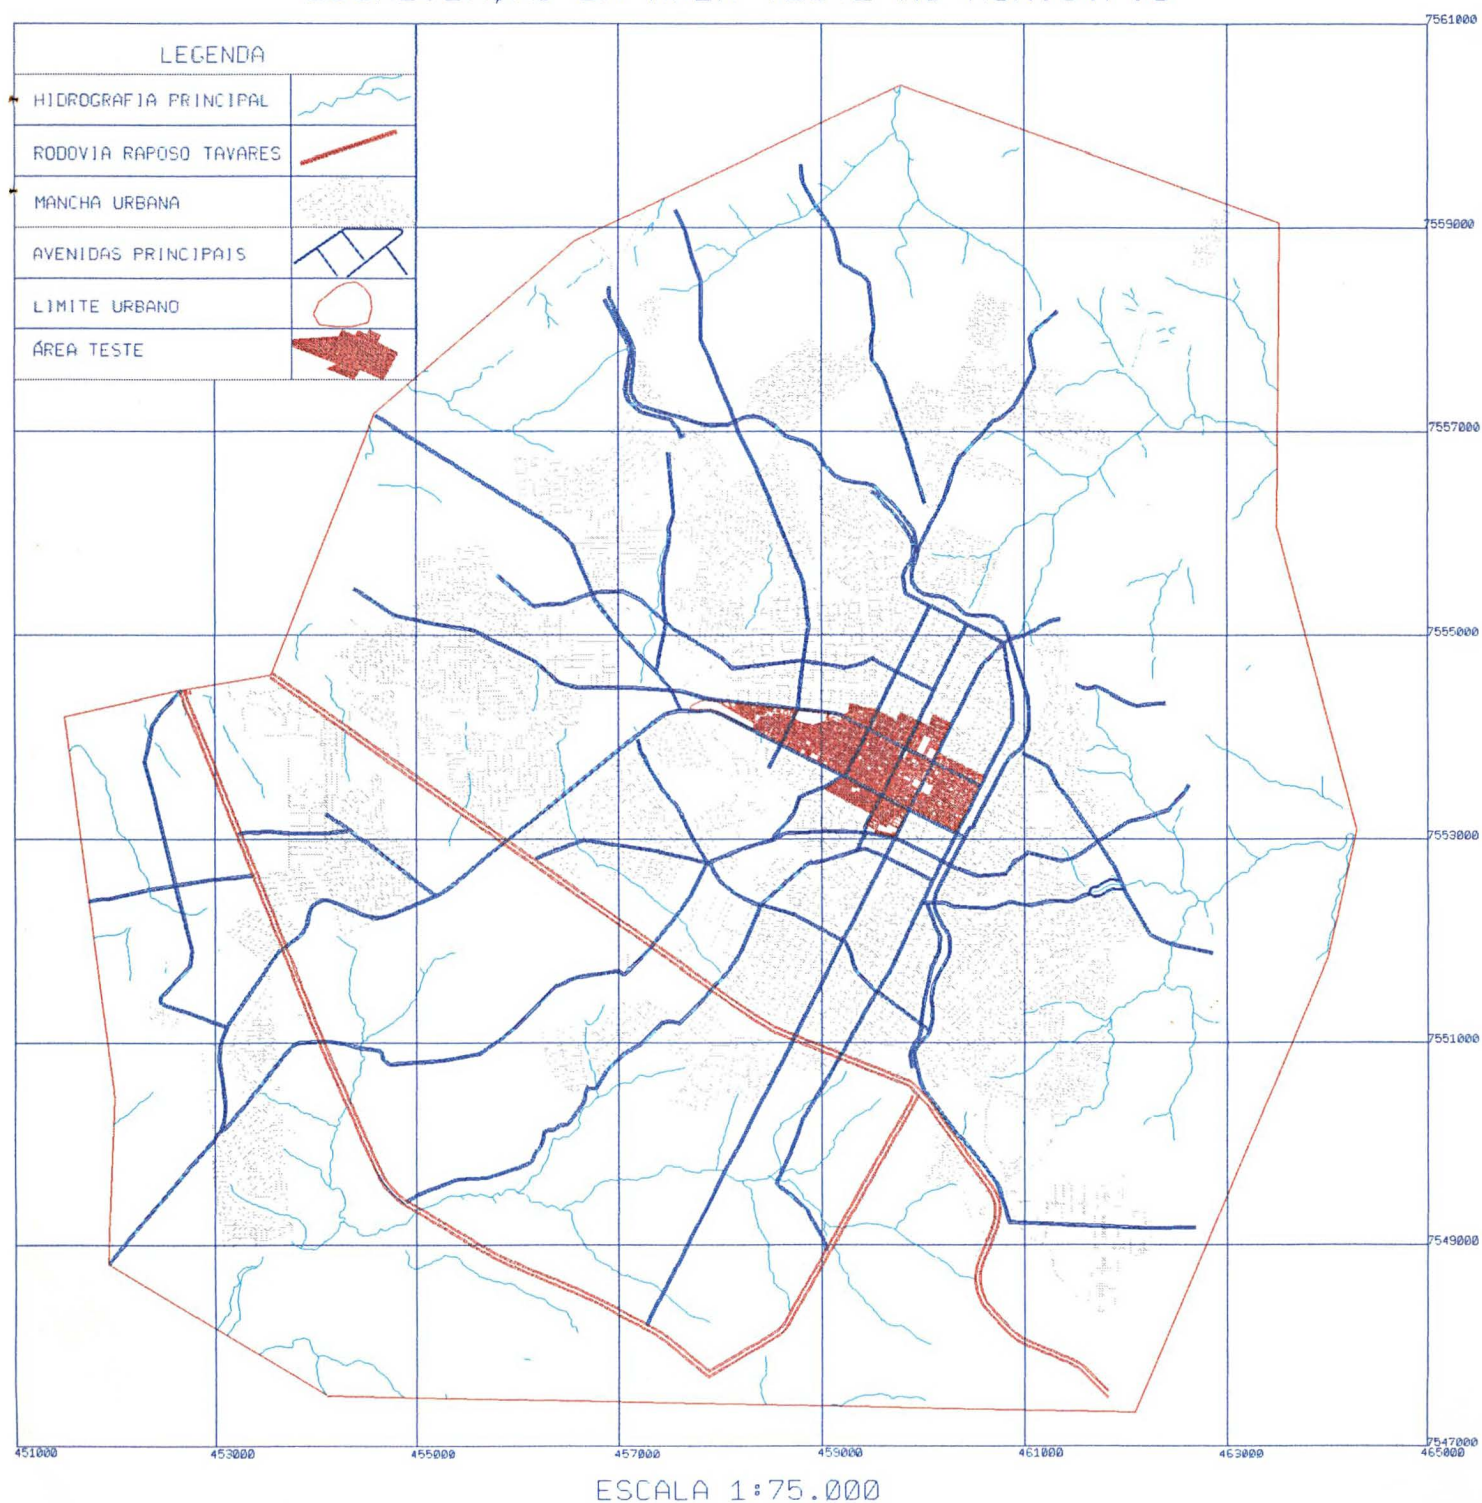 7561000
LEGENDA
HIDROGRAFIA PRINCIPAL
RODOVIA RAPOSO TAVARES
MANCHA URBANA
7559000
AVENIDAS PRINCIPAIS
LIMITE URBANO
ÁREA TESTE
7557000
7555000
7553000
7551000
7549000
7547000
451000 453000 455000 457000 459000 461000 463000 465000
ESCALA 1:75.000